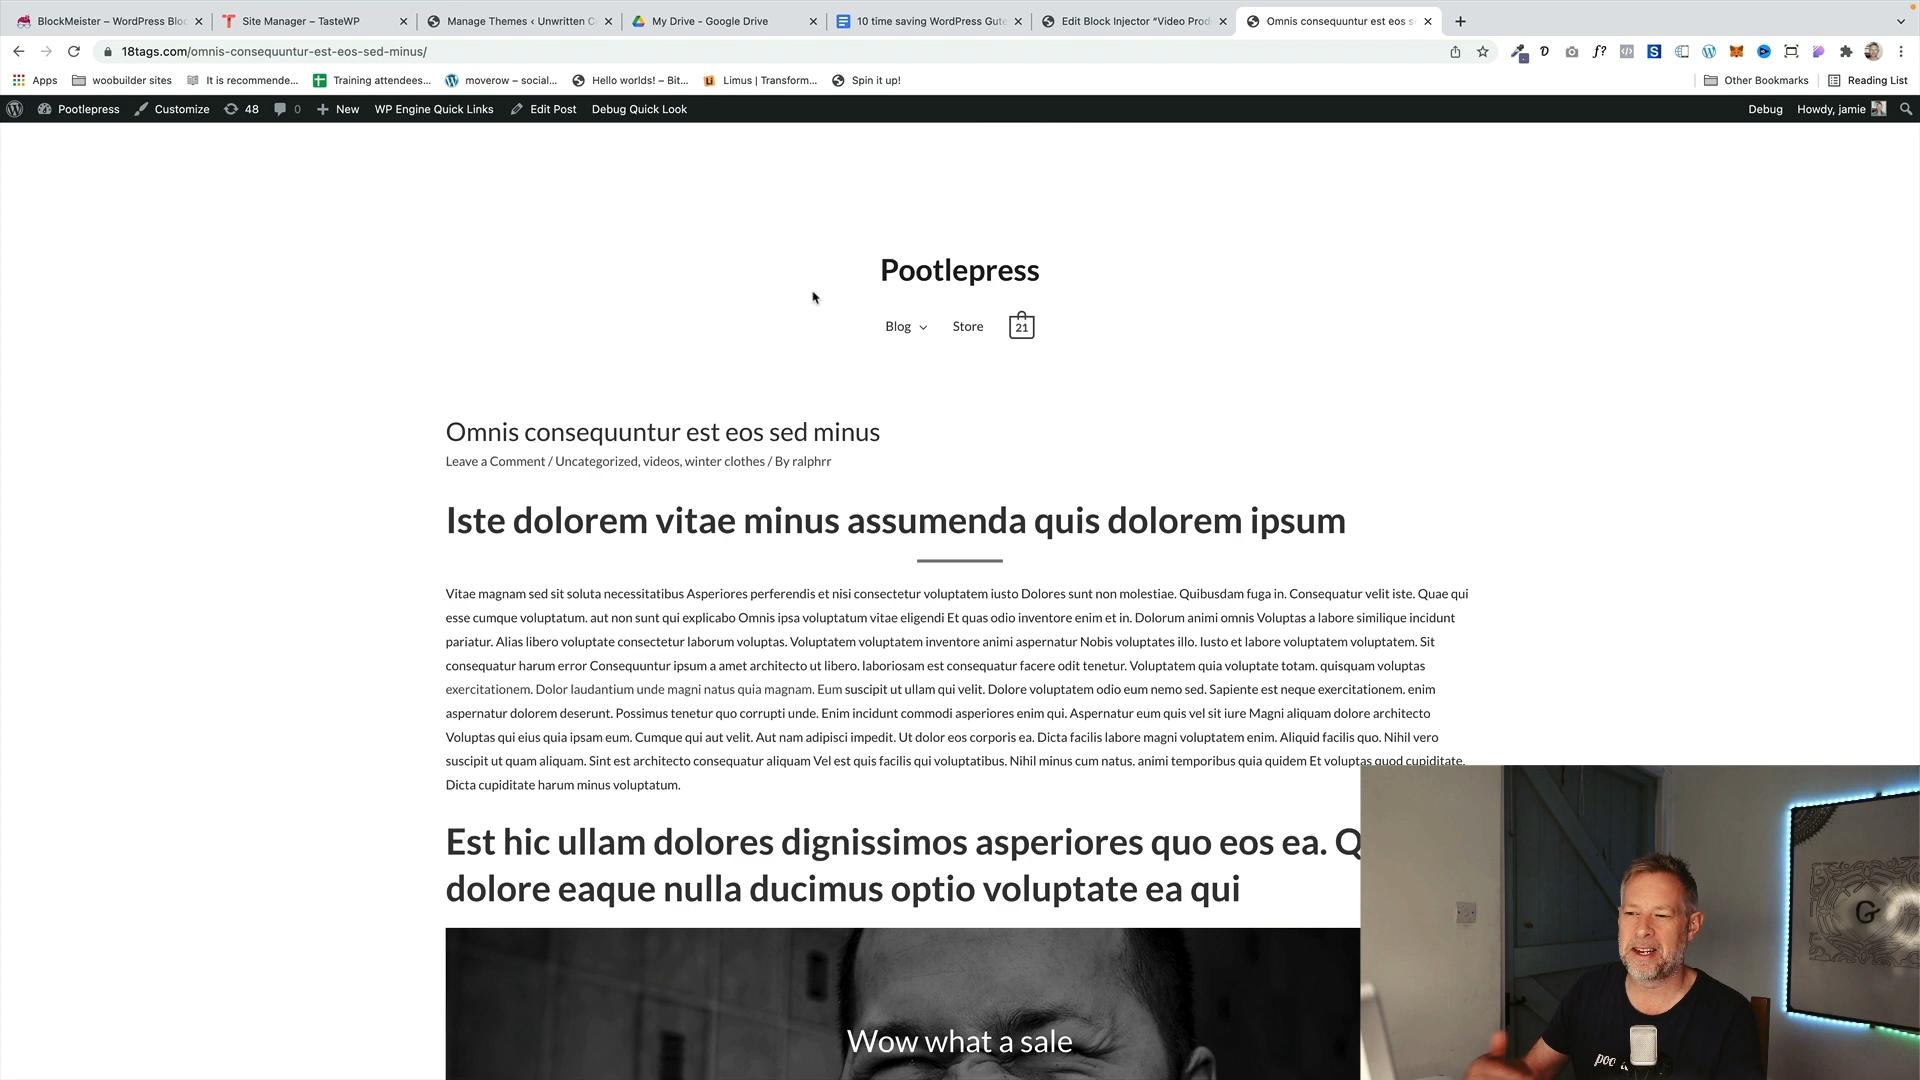 BlockMeister – WordPress Bloc
Site Manager – TasteWP
Manage Themes ‹ Unwritten C
My Drive - Google Drive
10 time saving WordPress Gute
Edit Block Injector “Video Prod
Omnis consequuntur est eos s
18tags.com/omnis-consequuntur-est-eos-sed-minus/
Apps
woobuilder sites
It is recommende...
Training attendees...
moverow – social...
Hello worlds! – Bit...
Limus | Transform...
Spin it up!
Other Bookmarks
Reading List
Pootlepress
Customize
48
0
New
WP Engine Quick Links
Edit Post
Debug Quick Look
Debug
Howdy, jamie
Pootlepress
Blog
Store
21
Omnis consequuntur est eos sed minus
Leave a Comment / Uncategorized, videos, winter clothes / By ralphrr
Iste dolorem vitae minus assumenda quis dolorem ipsum
Vitae magnam sed sit soluta necessitatibus Asperiores perferendis et nisi consectetur voluptatem iusto Dolores sunt non molestiae. Quibusdam fuga in. Consequatur velit iste. Quae qui
esse cumque voluptatum. aut non sunt qui explicabo Omnis ipsa voluptatum vitae eligendi Et quas odio inventore enim et in. Dolorum animi omnis Voluptas a labore similique incidunt
pariatur. Alias libero voluptate consectetur laborum voluptas. Voluptatem voluptatem inventore animi aspernatur Nobis voluptates illo. Iusto et labore voluptatem voluptatem. Sit
consequatur harum error Consequuntur ipsum a amet architecto ut libero. laboriosam est consequatur facere odit tenetur. Voluptatem quia voluptate totam. quisquam voluptas
exercitationem. Dolor laudantium unde magni natus quia magnam. Eum suscipit ut ullam qui velit. Dolore voluptatem odio eum nemo sed. Sapiente est neque exercitationem. enim
aspernatur dolorem deserunt. Possimus tenetur quo corrupti unde. Enim incidunt commodi asperiores enim qui. Aspernatur eum quis vel sit iure Magni aliquam dolore architecto
Voluptas qui eius quia ipsam eum. Cumque qui aut velit. Aut nam adipisci impedit. Ut dolor eos corporis ea. Dicta facilis labore magni voluptatem enim. Aliquid facilis quo. Nihil vero
suscipit ut quam aliquam. Sint est architecto consequatur aliquam Vel est quis facilis qui voluptatibus. Nihil minus cum natus. animi temporibus quia quidem Et voluptas quod cupiditate.
Dicta cupiditate harum minus voluptatum.
Est hic ullam dolores dignissimos asperiores quo eos ea. Q
dolore eaque nulla ducimus optio voluptate ea qui
Wow what a sale